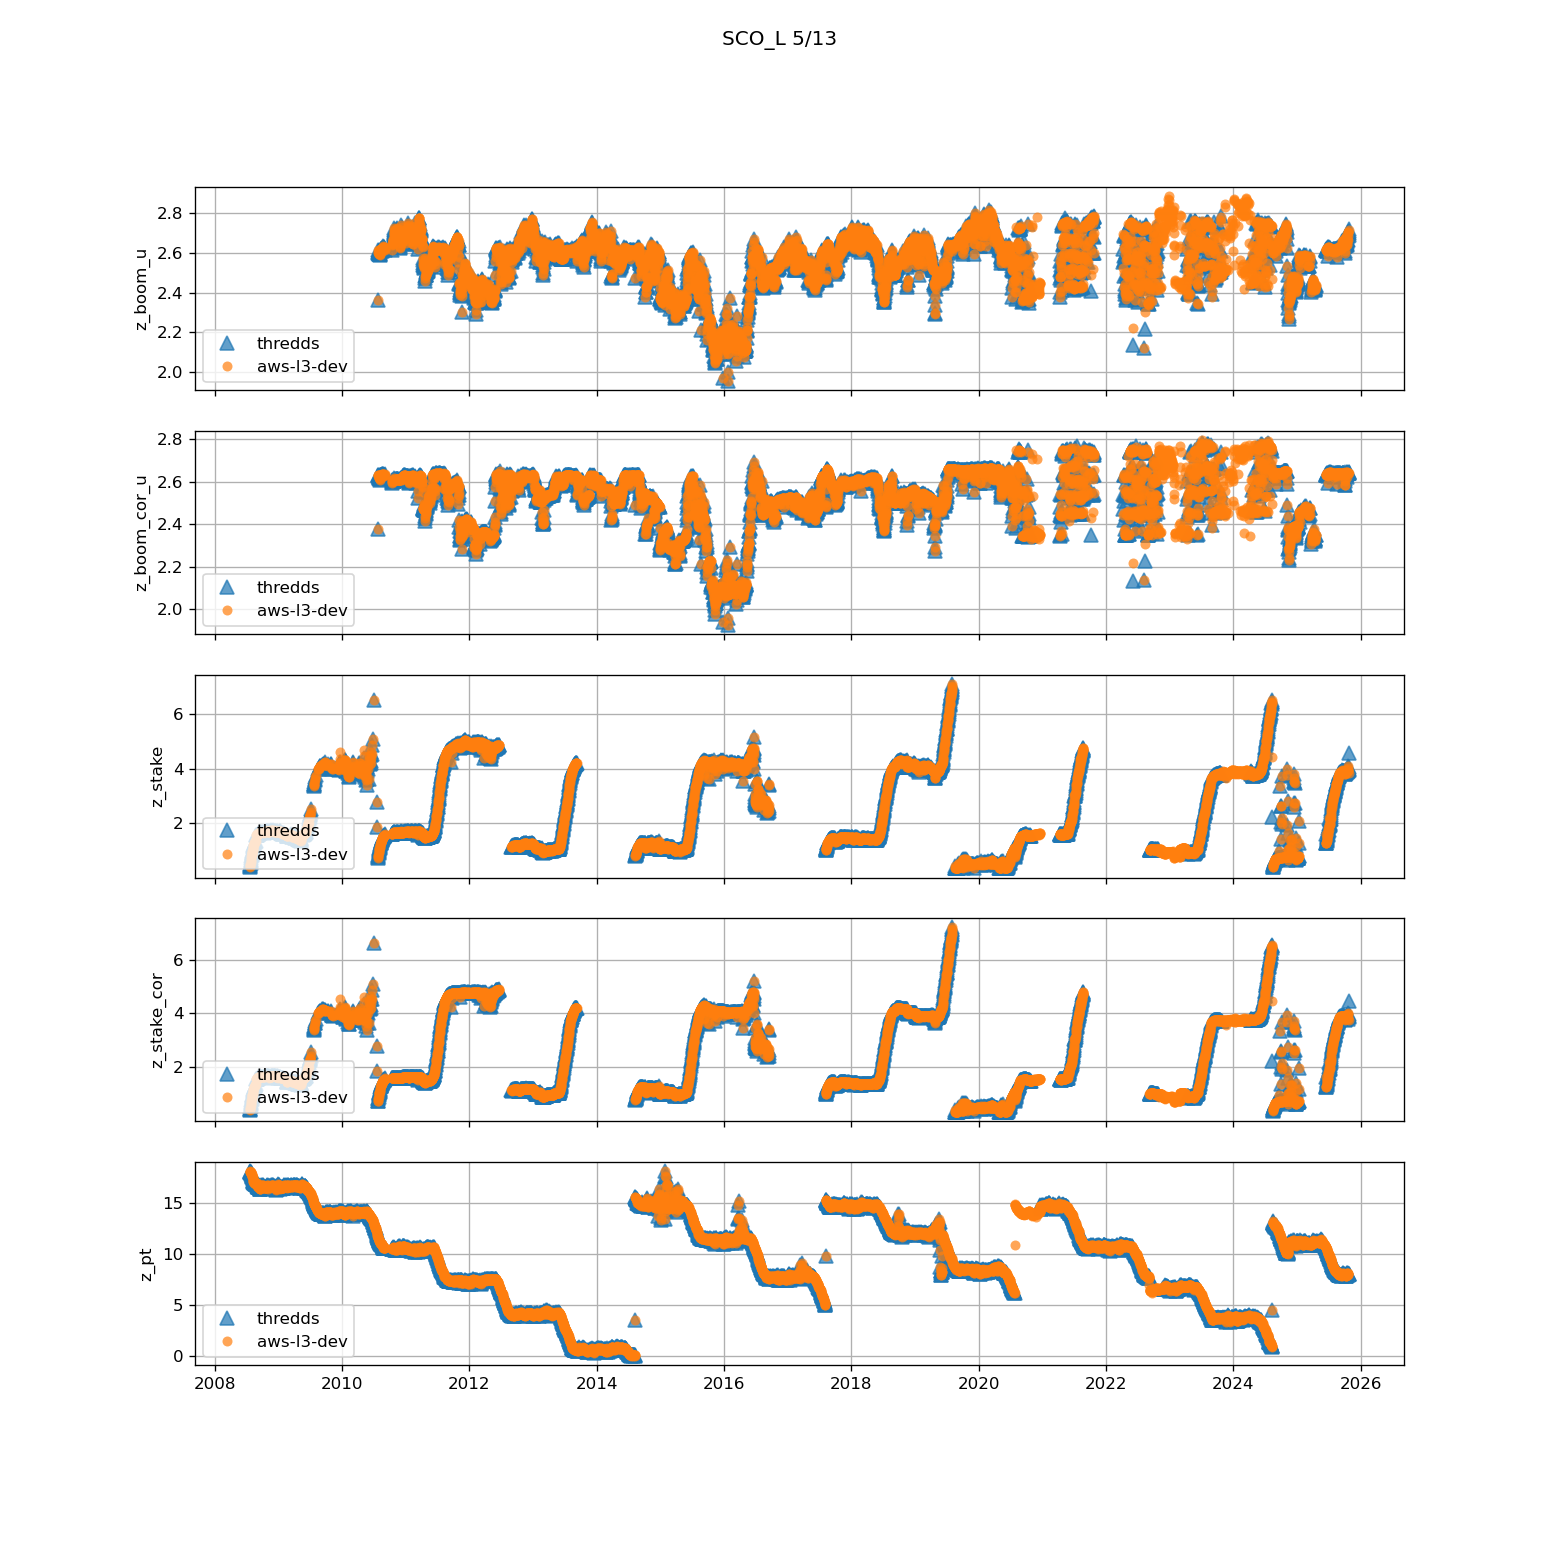 SCO_L 5/13
z_boom_u
2.8
2.6
2.4
2.2
2.0
thredds
aws-l3-dev
z_boom_cor_u
2.8
2.6
2.4
2.2
2.0
thredds
aws-l3-dev
z_stake
6
4
2
thredds
aws-l3-dev
z_stake_cor
6
4
2
thredds
aws-l3-dev
z_pt
15
10
5
0
thredds
aws-l3-dev
2008 2010 2012 2014 2016 2018 2020 2022 2024 2026